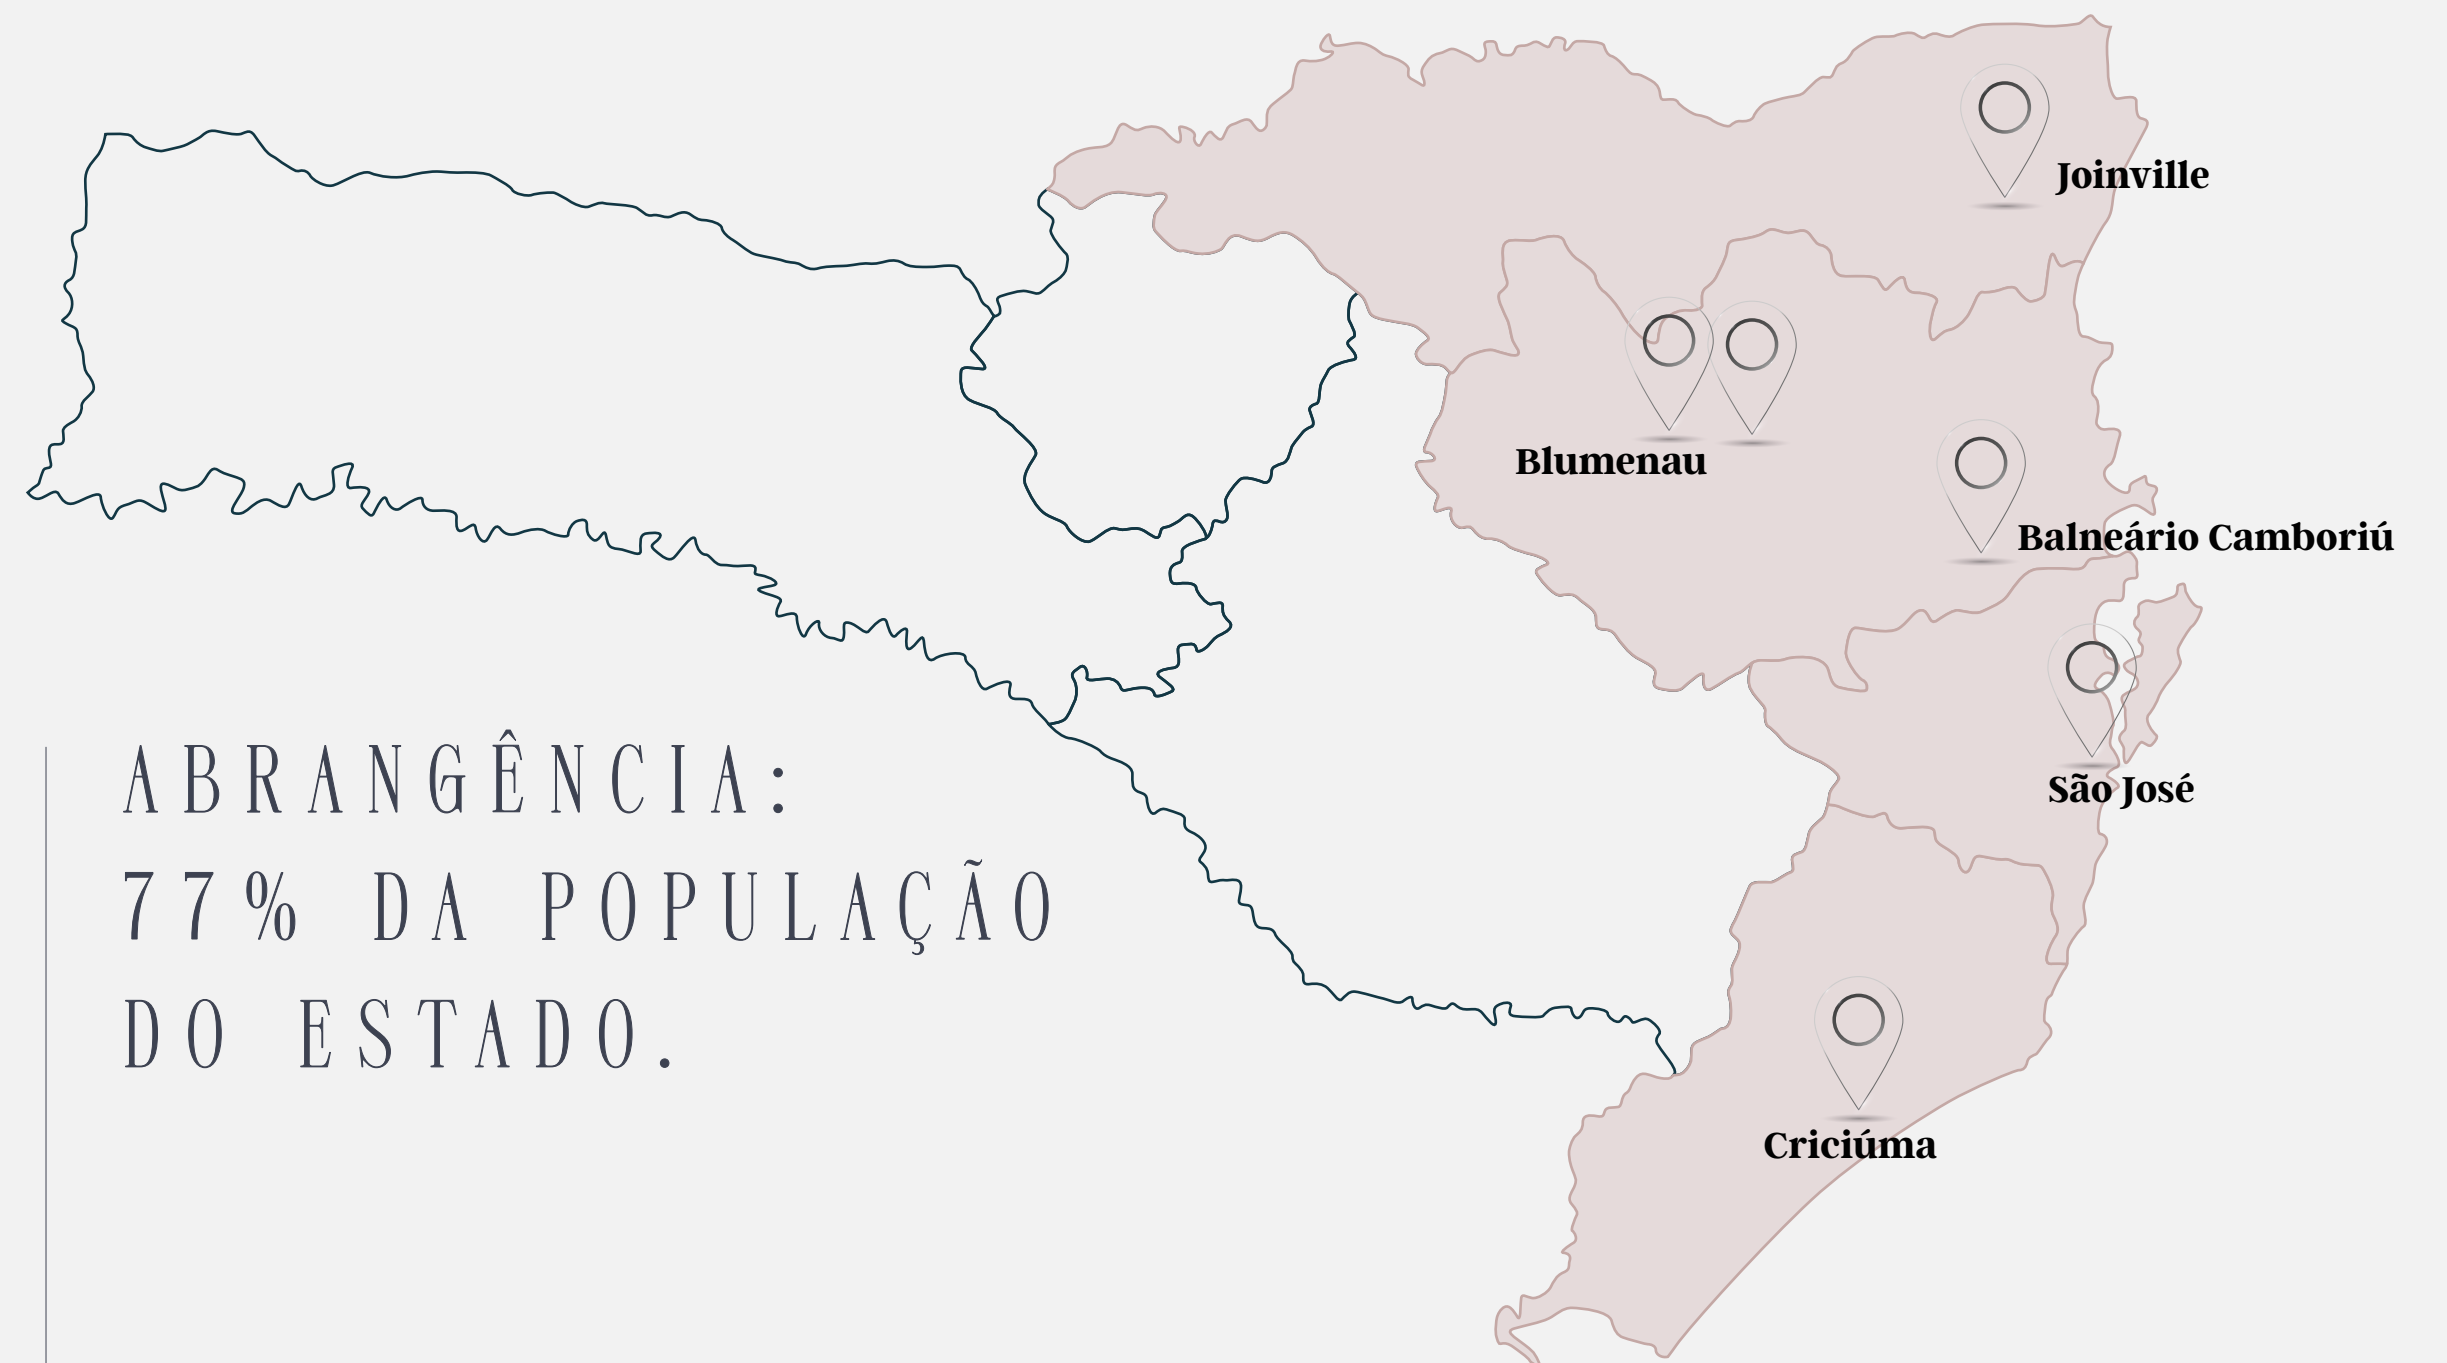 Joinville
Blumenau
Balneário Camboriú
São José
Criciúma
ABRANGÊNCIA:
77% DA POPULAÇÃO
DO ESTADO.